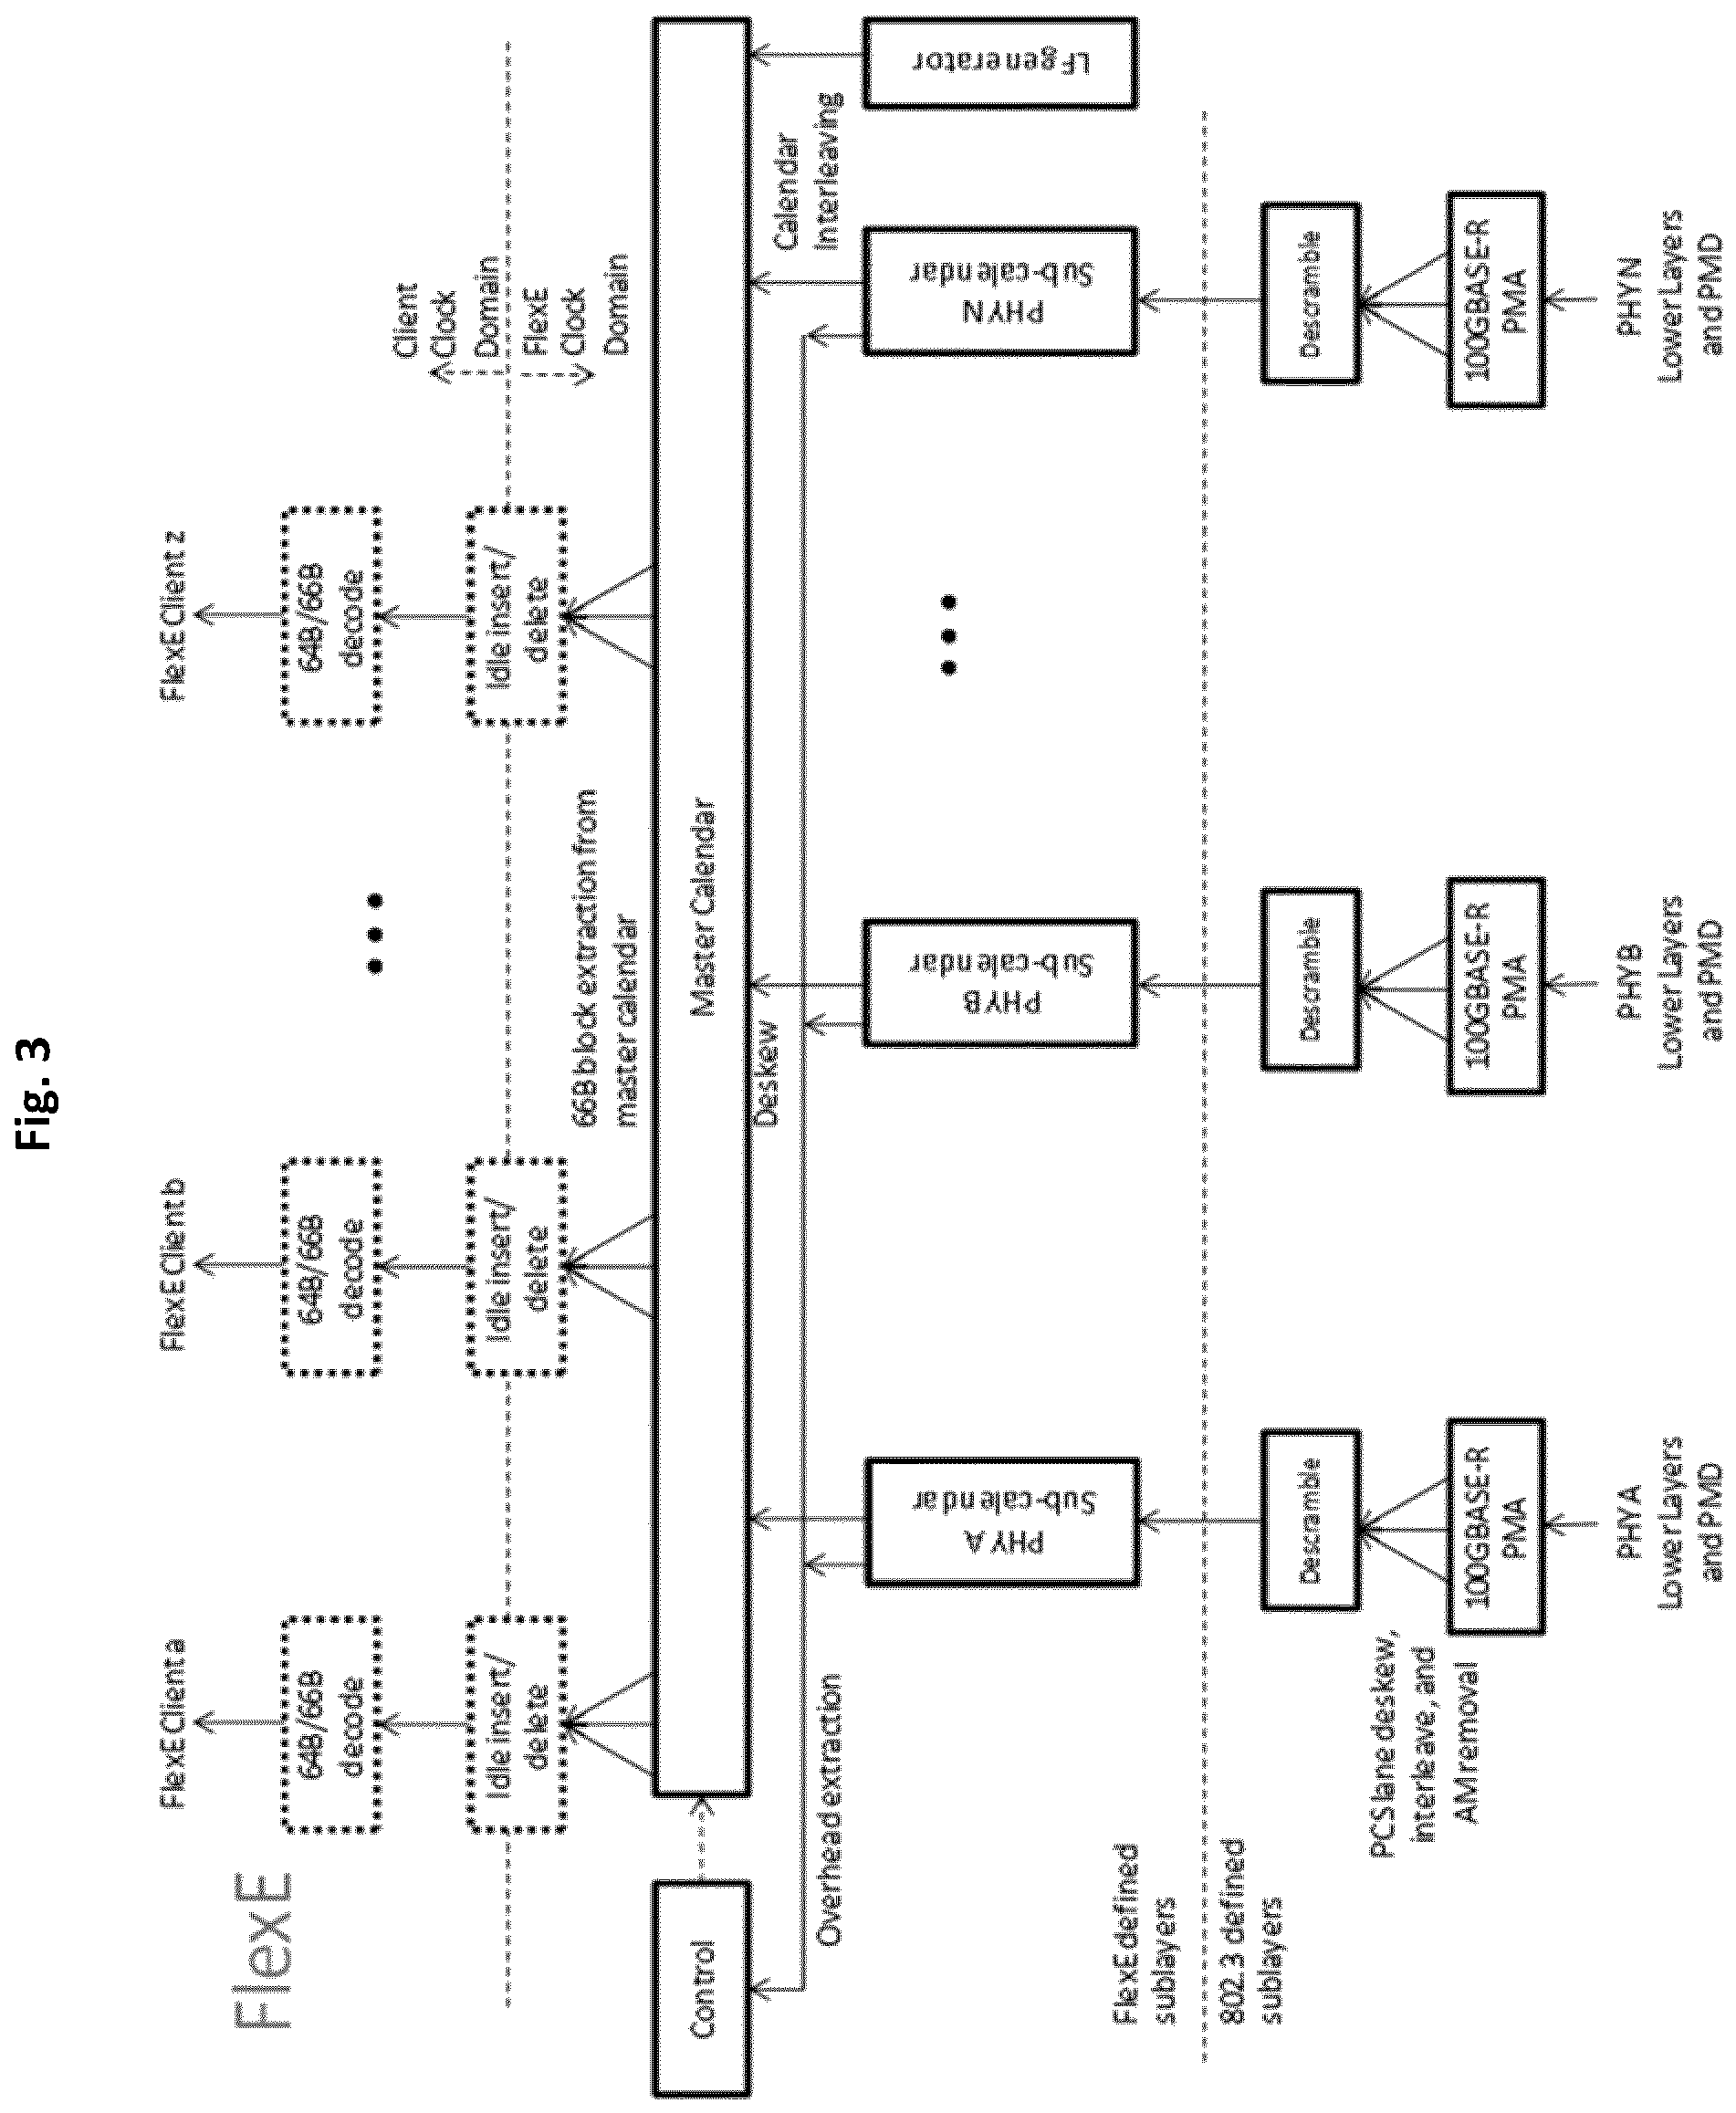 Fig. 3
FlexE
FlexE Client a
FlexE Client b
FlexE Client z
64B/66B
decode
64B/66B
decode
64B/66B
decode
Client
Clock
Domain
FlexE
Clock
Domain
Idle insert/
delete
Idle insert/
delete
Idle insert/
delete
66B block extraction from
master calendar
Control
Master Calendar
Deskew
Calendar
Interleaving
Overhead extraction
PHY A
Sub-calendar
PHY B
Sub-calendar
PHY N
Sub-calendar
LF generator
FlexE defined
sublayers
802.3 defined
sublayers
Descramble
Descramble
Descramble
PCS lane deskew,
interleave, and
AM removal
100GBASE-R
PMA
100GBASE-R
PMA
100GBASE-R
PMA
PHY A
Lower Layers
and PMD
PHY B
Lower Layers
and PMD
PHY N
Lower Layers
and PMD